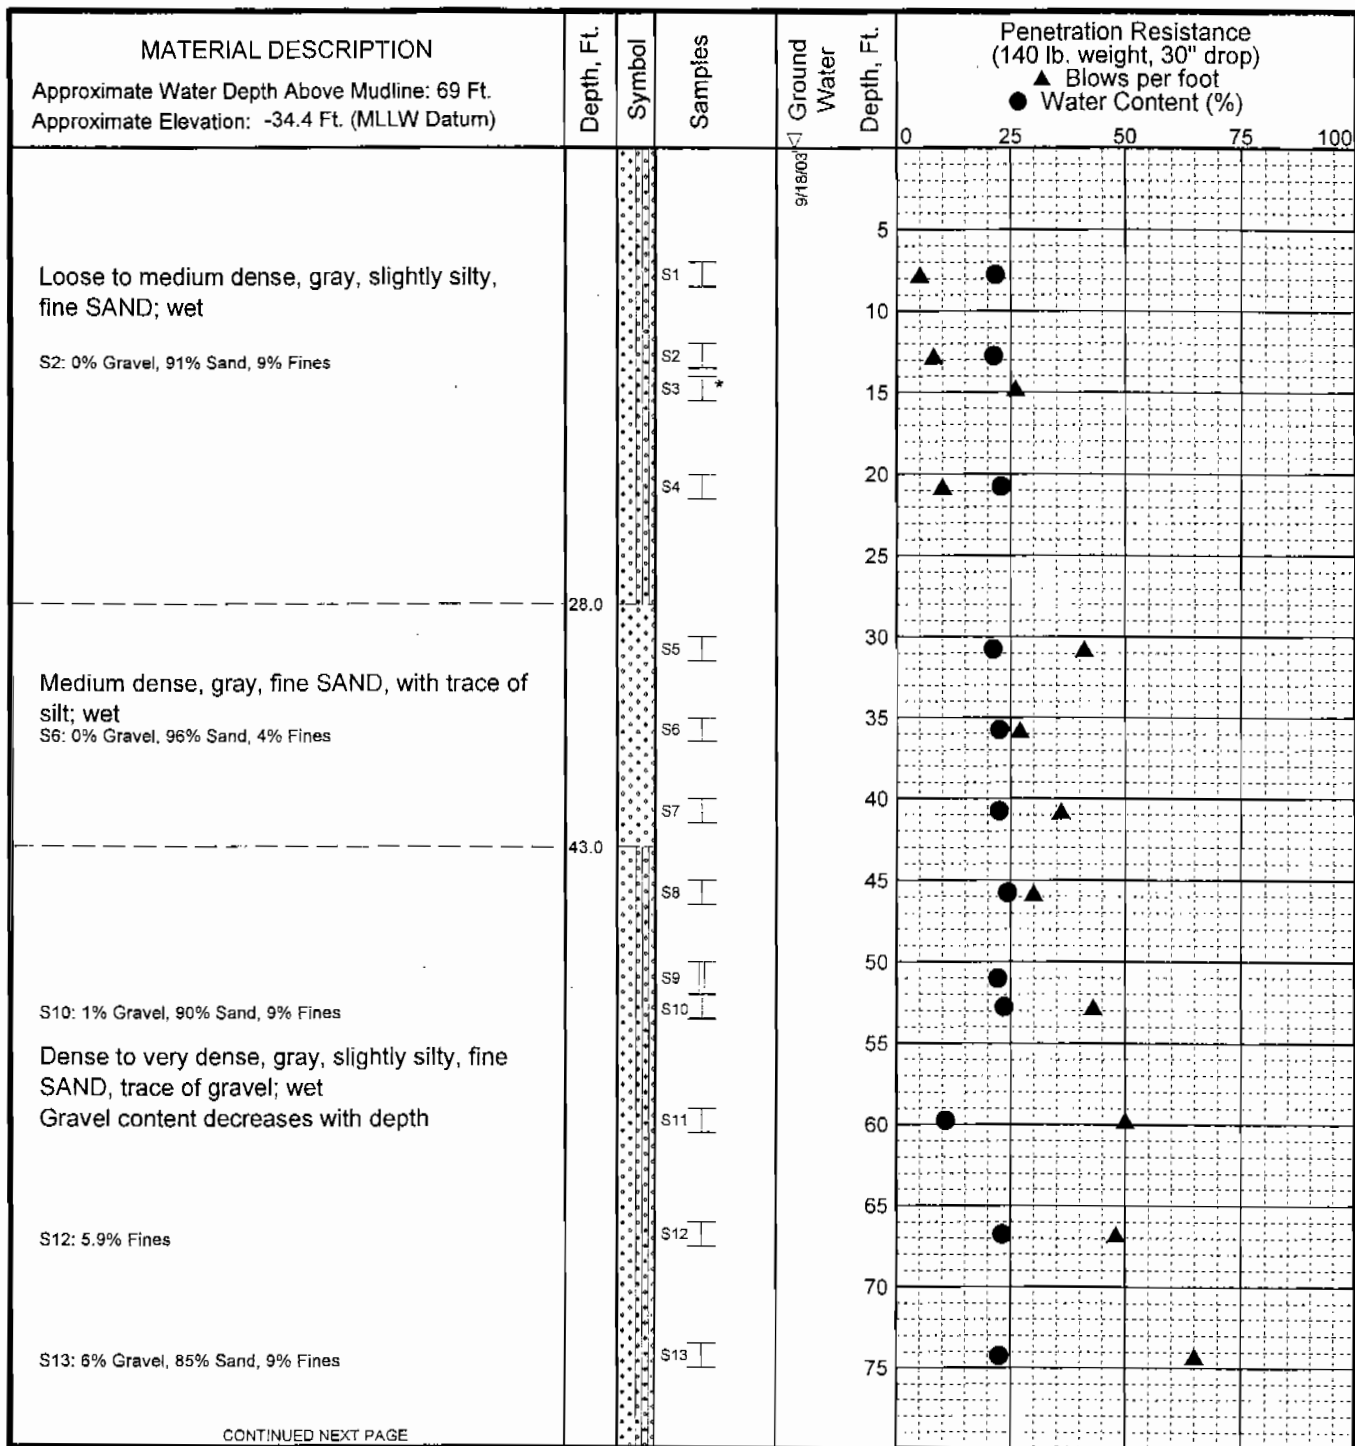 MATERIAL DESCRIPTION
Approximate Water Depth Above Mudline: 69 Ft.
Approximate Elevation: -34.4 Ft. (MLLW Datum)
Depth, Ft.
Symbol
Samples
Ground Water
Depth, Ft.
Penetration Resistance
(140 lb. weight, 30" drop)
▲ Blows per foot
● Water Content (%)
0 25 50 75 100
9/18/03
5
Loose to medium dense, gray, slightly silty,
fine SAND; wet
S1
10
S2: 0% Gravel, 91% Sand, 9% Fines
S2
S3 *
15
S4
20
25
28.0
30
S5
Medium dense, gray, fine SAND, with trace of
silt; wet
S6: 0% Gravel, 96% Sand, 4% Fines
S6
35
S7
40
43.0
45
S8
50
S9
S10: 1% Gravel, 90% Sand, 9% Fines
S10
55
Dense to very dense, gray, slightly silty, fine
SAND, trace of gravel; wet
Gravel content decreases with depth
S11
60
65
S12: 5.9% Fines
S12
70
S13: 6% Gravel, 85% Sand, 9% Fines
S13
75
CONTINUED NEXT PAGE